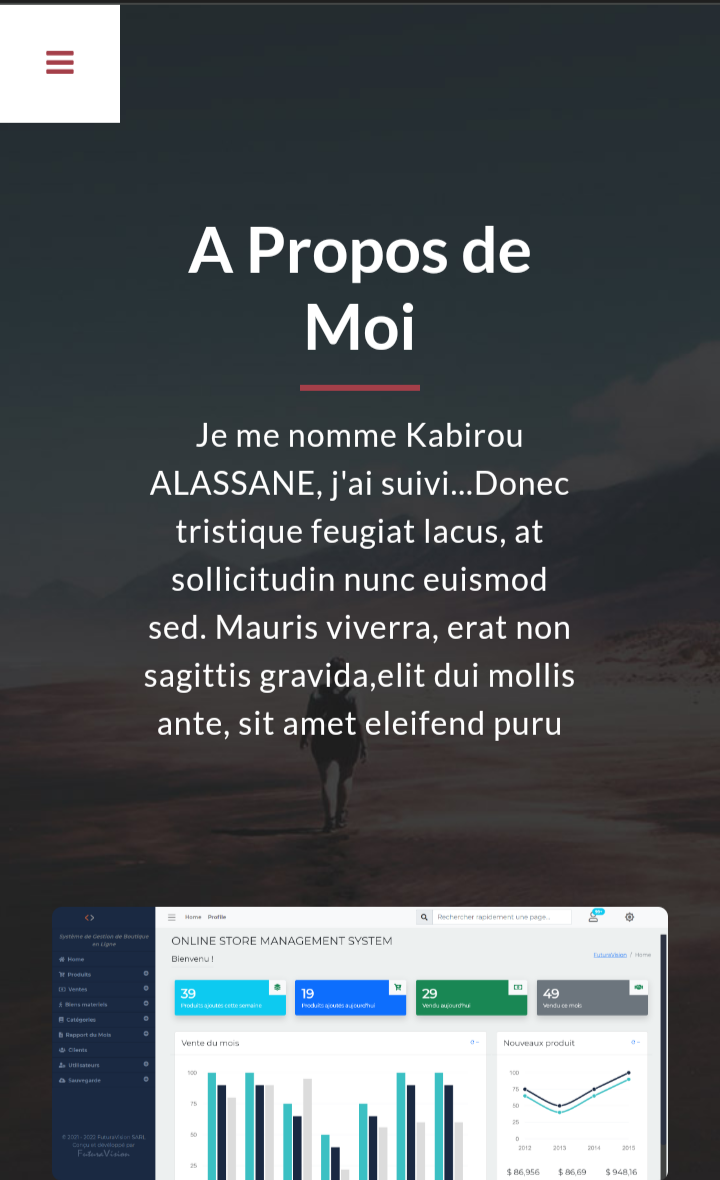 A Propos de
Moi
Je me nomme Kabirou
ALASSANE, j'ai suivi...Donec
tristique feugiat lacus, at
sollicitudin nunc euismod
sed. Mauris viverra, erat non
sagittis gravida,elit dui mollis
ante, sit amet eleifend puru
Système de Gestion de Boutique
en Ligne
Home
Produits
Ventes
Biens materiels
Catégories
Rapport du Mois
Clients
Utilisateurs
Sauvegarde
© 2021 - 2022 FuturaVision SARL
Conçu et développé par
FuturaVision
Home Profile
Rechercher rapidement une page...
ONLINE STORE MANAGEMENT SYSTEM
Bienvenu !
FuturaVision / Home
39
Produits ajoutés cette semaine
19
Produits ajoutés aujourd'hui
29
Vendu aujourd'hui
49
Vendu ce mois
Vente du mois
100
75
50
25
Nouveaux produit
100
75
50
25
0
2012 2013 2014 2015
$ 86,956 $ 86,69 $ 948,16